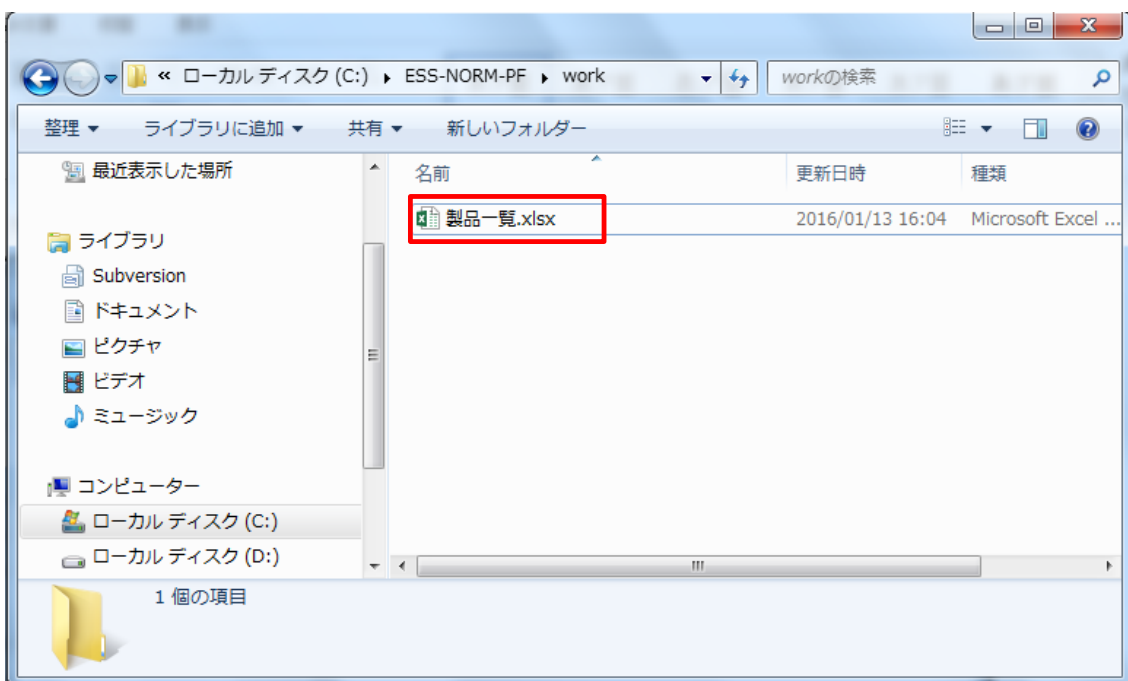 « ローカル ディスク (C:) ▸ ESS-NORM-PF ▸ work
workの検索
整理 ライブラリに追加 共有 新しいフォルダー
最近表示した場所
ライブラリ
Subversion
ドキュメント
ピクチャ
ビデオ
ミュージック
コンピューター
ローカル ディスク (C:)
ローカル ディスク (D:)
名前 更新日時 種類
製品一覧.xlsx 2016/01/13 16:04 Microsoft Excel ...
1 個の項目